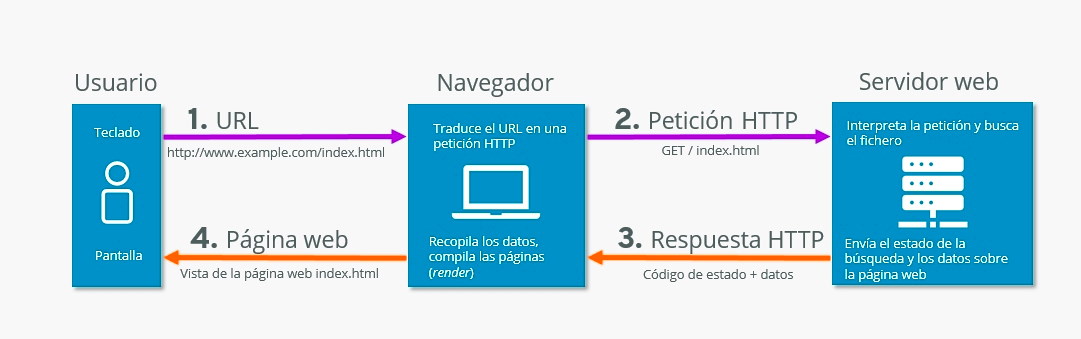 Usuario
Navegador
Servidor web
Teclado
Pantalla
1. URL
http://www.example.com/index.html
4. Página web
Vista de la página web index.html
Traduce el URL en una
petición HTTP
Recopila los datos,
compila las páginas
(render)
2. Petición HTTP
GET / index.html
3. Respuesta HTTP
Código de estado + datos
Interpreta la petición y busca
el fichero
Envía el estado de la
búsqueda y los datos sobre
la página web